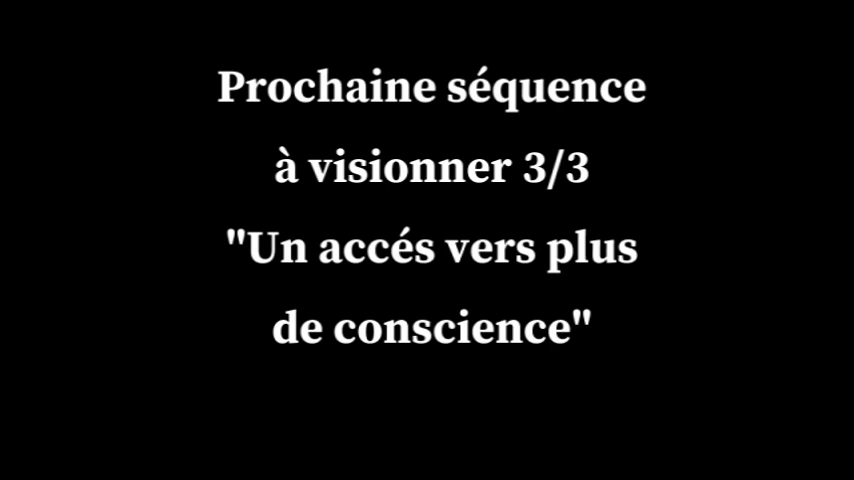 Prochaine séquence
à visionner 3/3
"Un accés vers plus
de conscience"